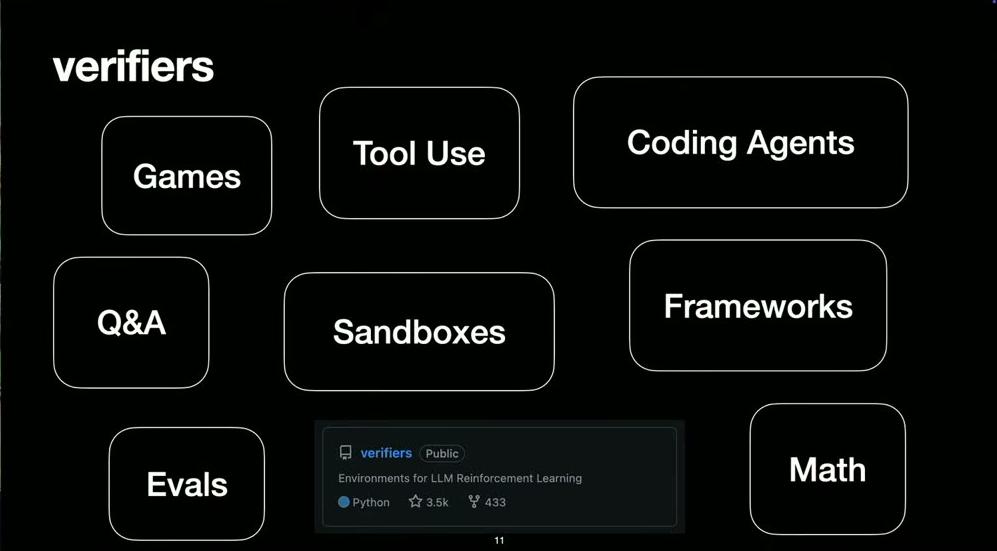 verifiers
Games
Tool Use
Coding Agents
Q&A
Sandboxes
Frameworks
Evals
verifiers Public
Environments for LLM Reinforcement Learning
Python 3.5k 433
Math
11